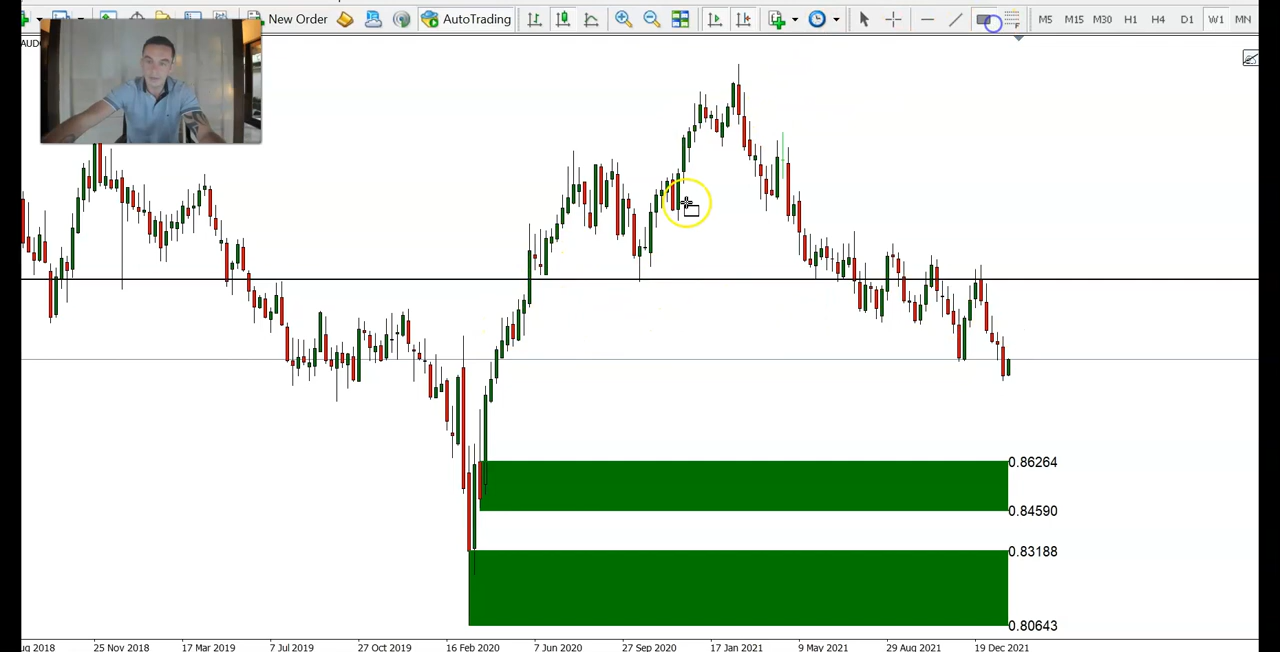 New Order AutoTrading M5 M15 M30 H1 H4 D1 W1 MN
0.86264
0.84590
0.83188
0.80643
25 Nov 2018 17 Mar 2019 7 Jul 2019 27 Oct 2019 16 Feb 2020 7 Jun 2020 27 Sep 2020 17 Jan 2021 9 May 2021 29 Aug 2021 19 Dec 2021